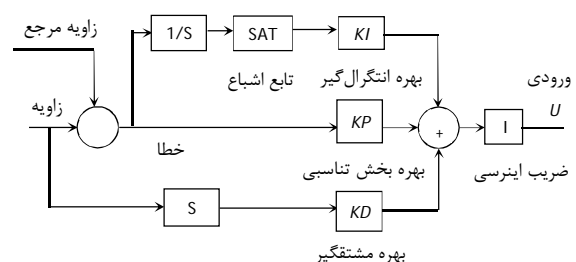 زاویه مرجع
1/S
SAT
KI
تابع اشباع
بهره انتگرال‌گیر
ورودی
زاویه
U
KP
+
I
خطا
بهره بخش تناسبی
ضریب اینرسی
S
KD
بهره مشتقگیر